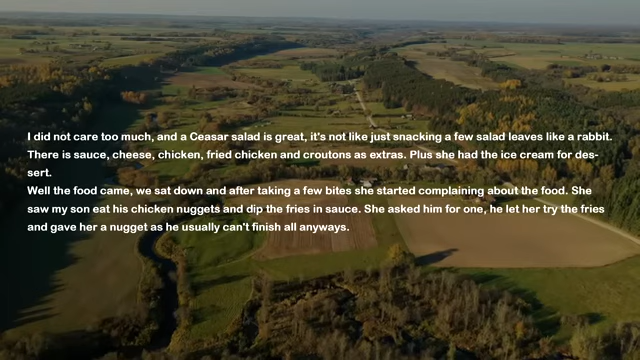 I did not care too much, and a Ceasar salad is great, it's not like just snacking a few salad leaves like a rabbit.
There is sauce, cheese, chicken, fried chicken and croutons as extras. Plus she had the ice cream for des-
sert.
Well the food came, we sat down and after taking a few bites she started complaining about the food. She
saw my son eat his chicken nuggets and dip the fries in sauce. She asked him for one, he let her try the fries
and gave her a nugget as he usually can't finish all anyways.